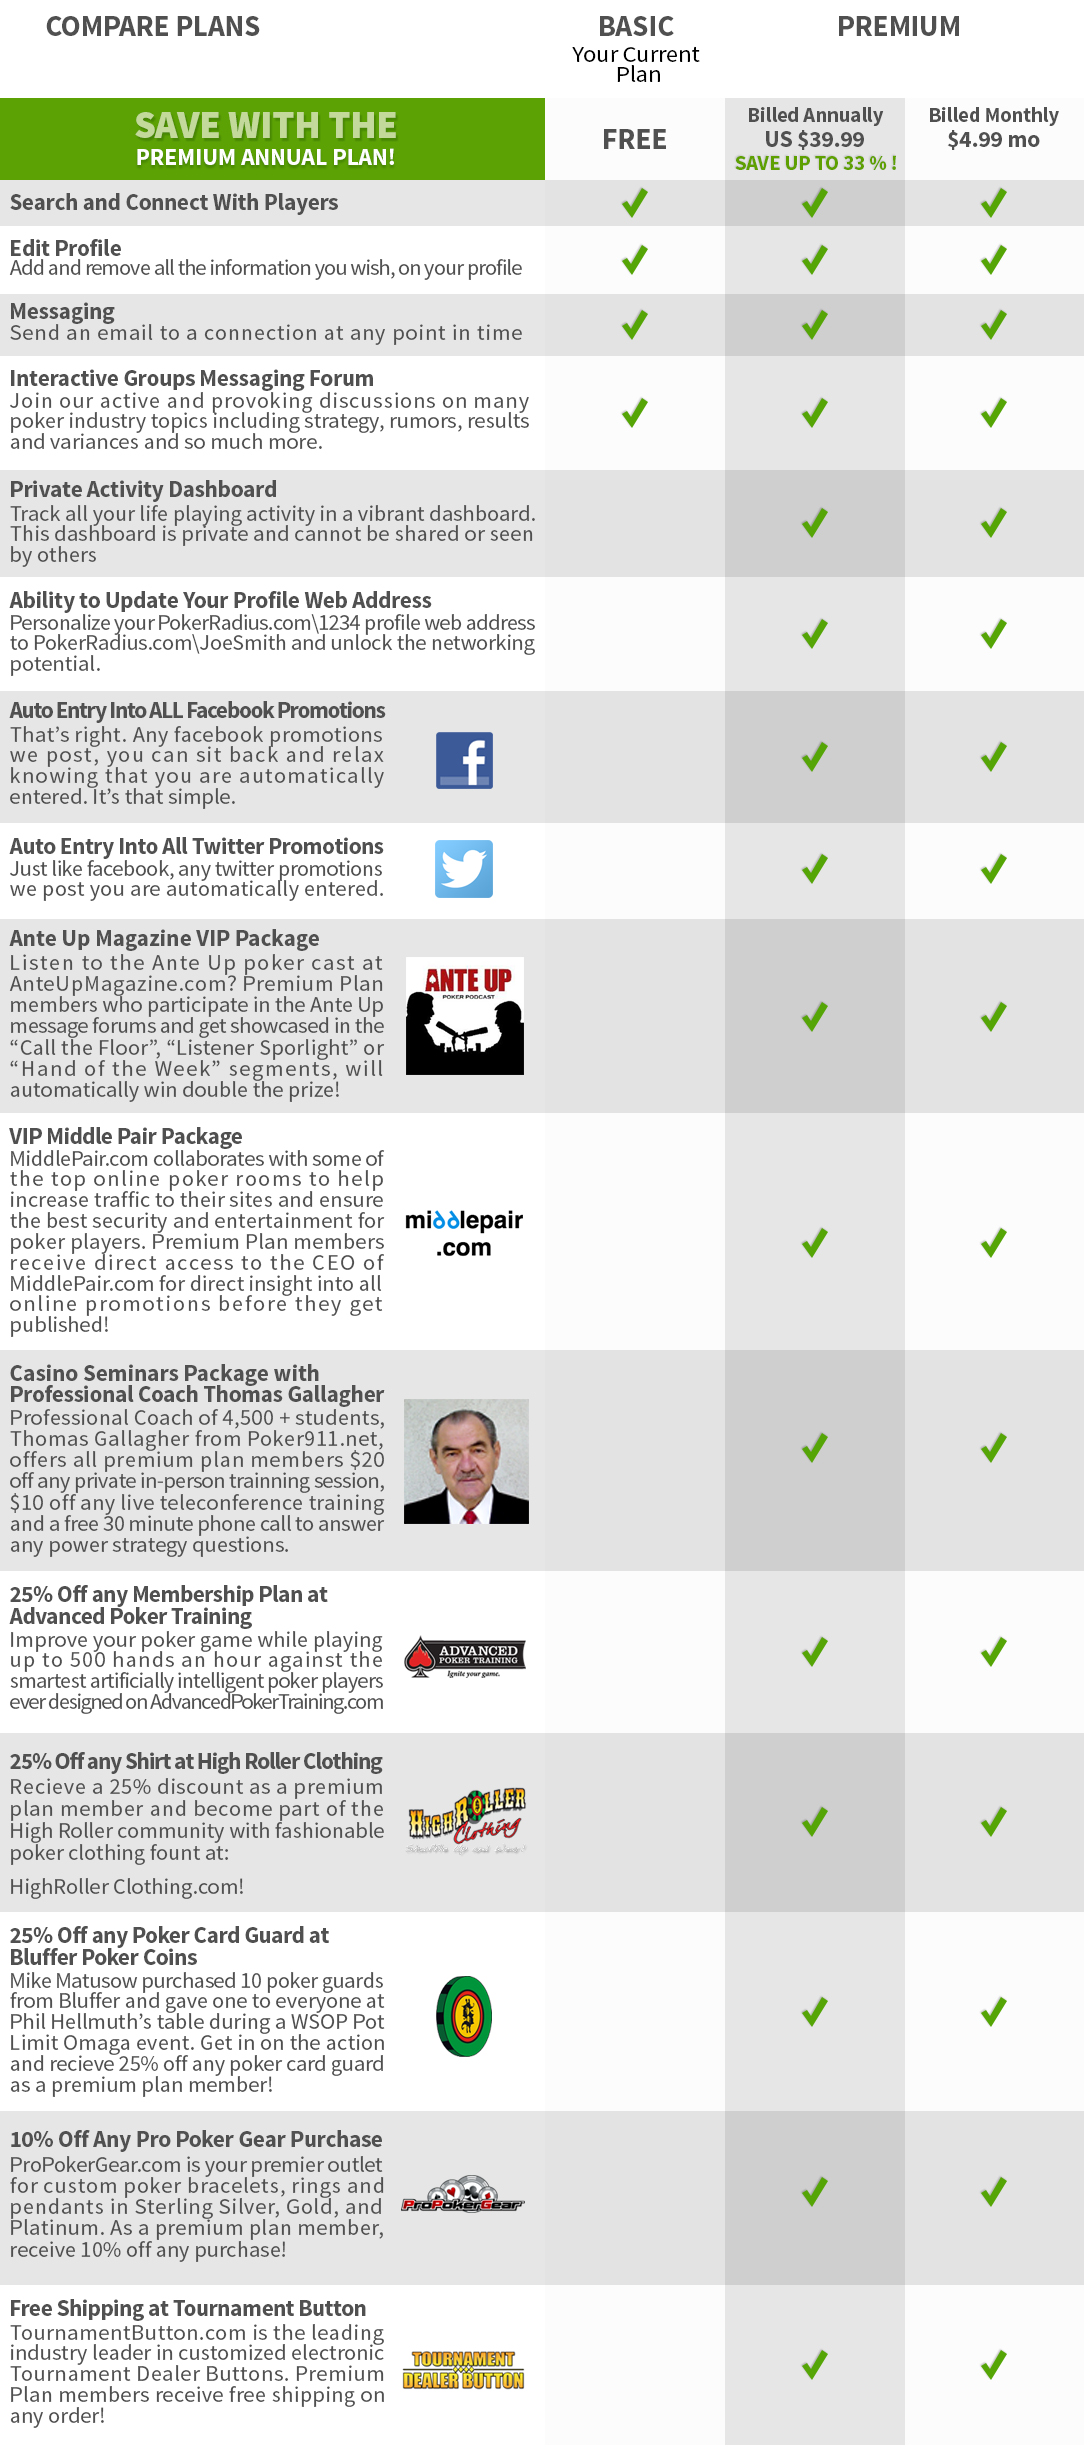 COMPARE PLANS
BASIC
Your Current
Plan
PREMIUM
SAVE WITH THE
PREMIUM ANNUAL PLAN!
FREE
Billed Annually
US $39.99
SAVE UP TO 33 % !
Billed Monthly
$4.99 mo
Search and Connect With Players
Edit Profile
Add and remove all the information you wish, on your profile
Messaging
Send an email to a connection at any point in time
Interactive Groups Messaging Forum
Join our active and provoking discussions on many
poker industry topics including strategy, rumors, results
and variances and so much more.
Private Activity Dashboard
Track all your life playing activity in a vibrant dashboard.
This dashboard is private and cannot be shared or seen
by others
Ability to Update Your Profile Web Address
Personalize your PokerRadius.com\1234 profile web address
to PokerRadius.com\JoeSmith and unlock the networking
potential.
Auto Entry Into ALL Facebook Promotions
That’s right. Any facebook promotions
we post, you can sit back and relax
knowing that you are automatically
entered. It’s that simple.
f
Auto Entry Into All Twitter Promotions
Just like facebook, any twitter promotions
we post you are automatically entered.
Ante Up Magazine VIP Package
Listen to the Ante Up poker cast at
AnteUpMagazine.com? Premium Plan
members who participate in the Ante Up
message forums and get showcased in the
“Call the Floor”, “Listener Sporlight” or
“Hand of the Week” segments, will
automatically win double the prize!
ANTE UP
POKER PODCAST
VIP Middle Pair Package
MiddlePair.com collaborates with some of
the top online poker rooms to help
increase traffic to their sites and ensure
the best security and entertainment for
poker players. Premium Plan members
receive direct access to the CEO of
MiddlePair.com for direct insight into all
online promotions before they get
published!
middlepair
.com
Casino Seminars Package with
Professional Coach Thomas Gallagher
Professional Coach of 4,500 + students,
Thomas Gallagher from Poker911.net,
offers all premium plan members $20
off any private in-person trainning session,
$10 off any live teleconference training
and a free 30 minute phone call to answer
any power strategy questions.
25% Off any Membership Plan at
Advanced Poker Training
Improve your poker game while playing
up to 500 hands an hour against the
smartest artificially intelligent poker players
ever designed on AdvancedPokerTraining.com
ADVANCED
POKER TRAINING
Ignite your game.
25% Off any Shirt at High Roller Clothing
Recieve a 25% discount as a premium
plan member and become part of the
High Roller community with fashionable
poker clothing fount at:
HighRoller Clothing.com!
HIGH ROLLER
Clothing
Shuffle up and deal!
25% Off any Poker Card Guard at
Bluffer Poker Coins
Mike Matusow purchased 10 poker guards
from Bluffer and gave one to everyone at
Phil Hellmuth’s table during a WSOP Pot
Limit Omaga event. Get in on the action
and recieve 25% off any poker card guard
as a premium plan member!
10% Off Any Pro Poker Gear Purchase
ProPokerGear.com is your premier outlet
for custom poker bracelets, rings and
pendants in Sterling Silver, Gold, and
Platinum. As a premium plan member,
receive 10% off any purchase!
ProPokerGear
Free Shipping at Tournament Button
TournamentButton.com is the leading
industry leader in customized electronic
Tournament Dealer Buttons. Premium
Plan members receive free shipping on
any order!
TOURNAMENT
DEALER BUTTON